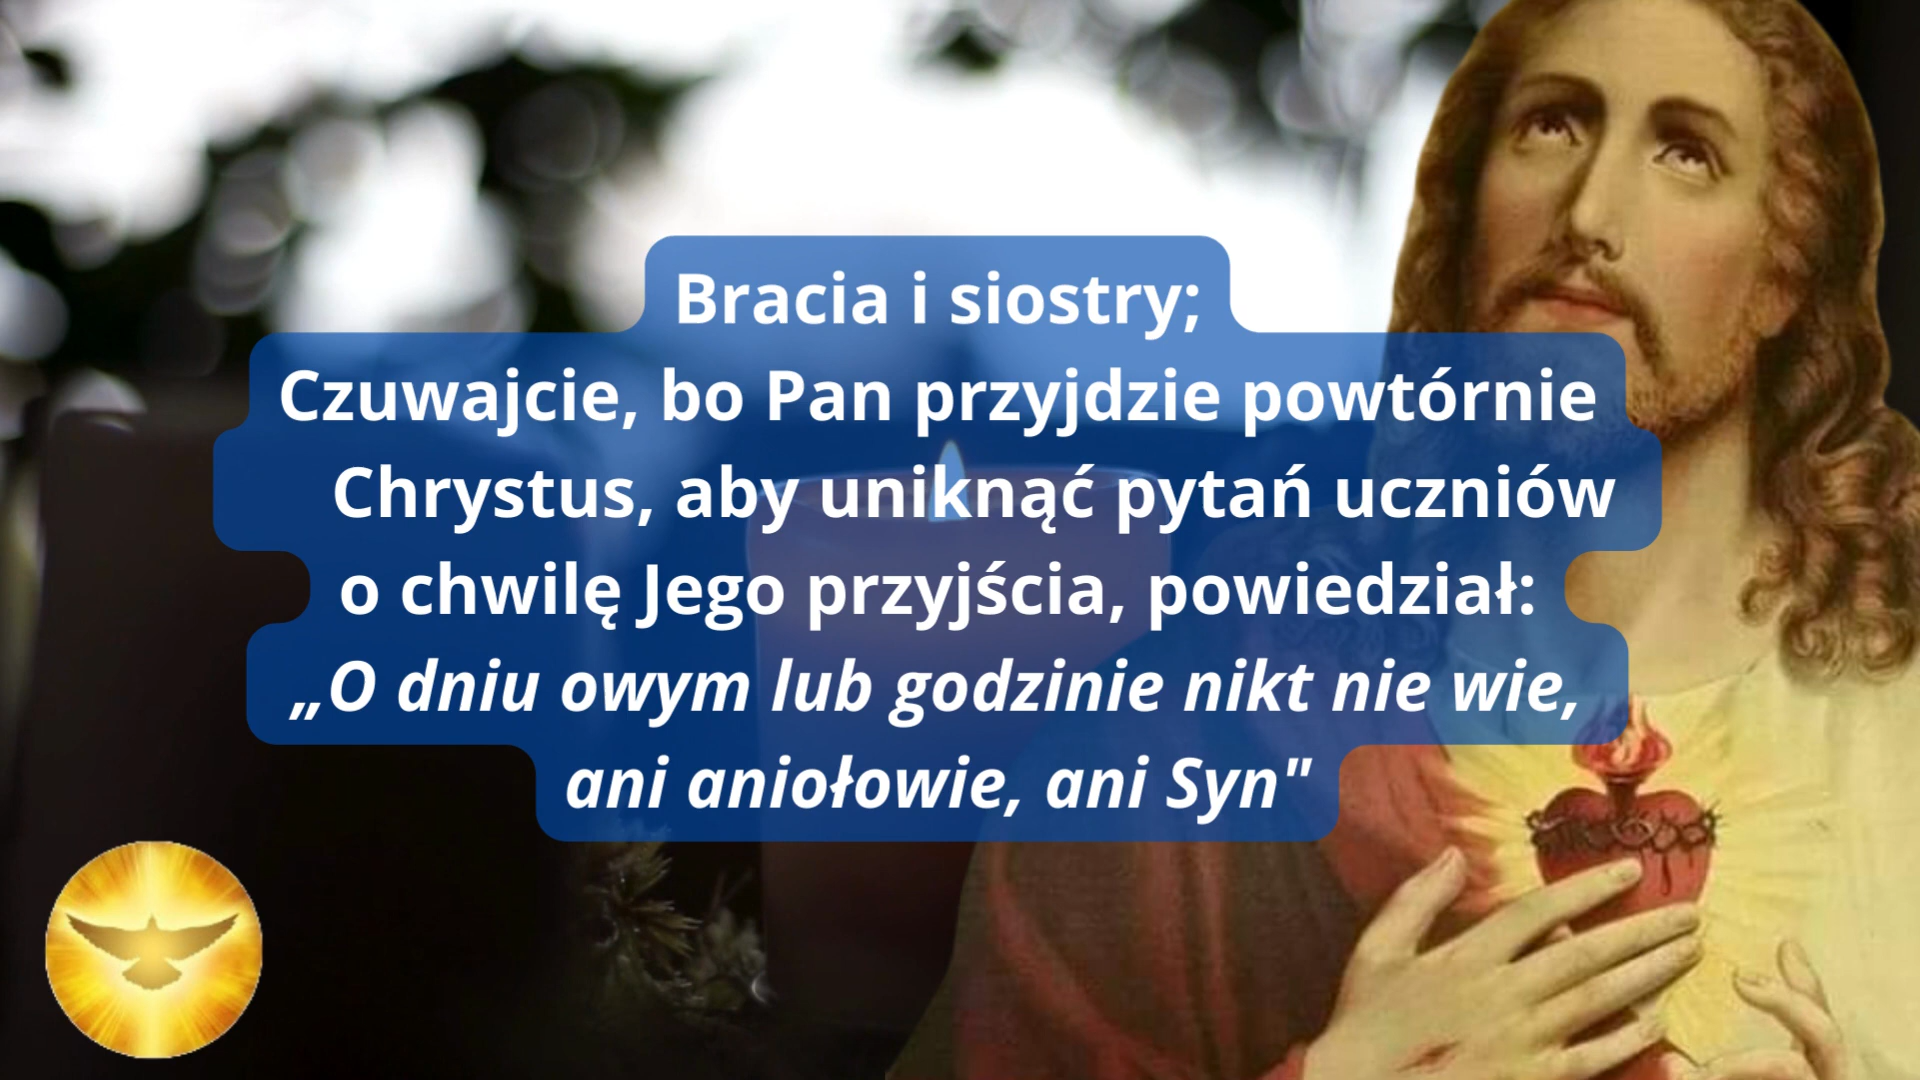 Bracia i siostry;
Czuwajcie, bo Pan przyjdzie powtórnie
Chrystus, aby uniknąć pytań uczniów
o chwilę Jego przyjścia, powiedział:
„O dniu owym lub godzinie nikt nie wie,
ani aniołowie, ani Syn"